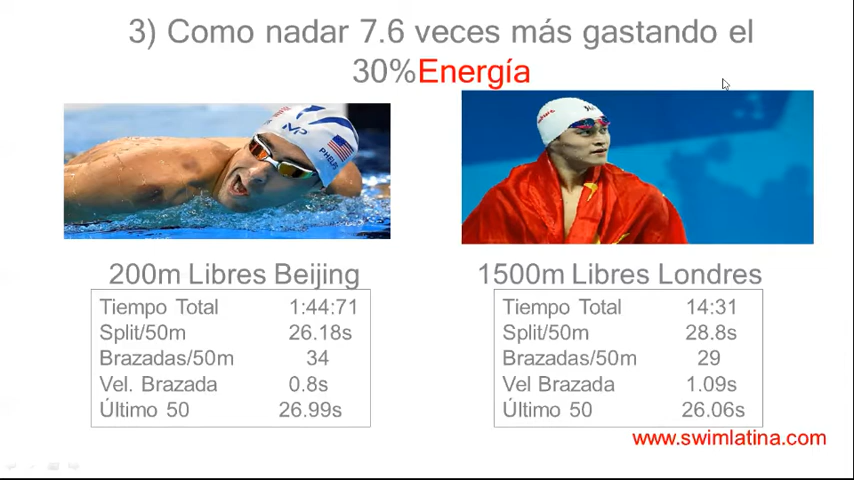 3) Como nadar 7.6 veces más gastando el
30%Energía
MP
PHELPS
200m Libres Beijing
Tiempo Total 1:44:71
Split/50m 26.18s
Brazadas/50m 34
Vel. Brazada 0.8s
Último 50 26.99s
1500m Libres Londres
Tiempo Total 14:31
Split/50m 28.8s
Brazadas/50m 29
Vel Brazada 1.09s
Último 50 26.06s
www.swimlatina.com